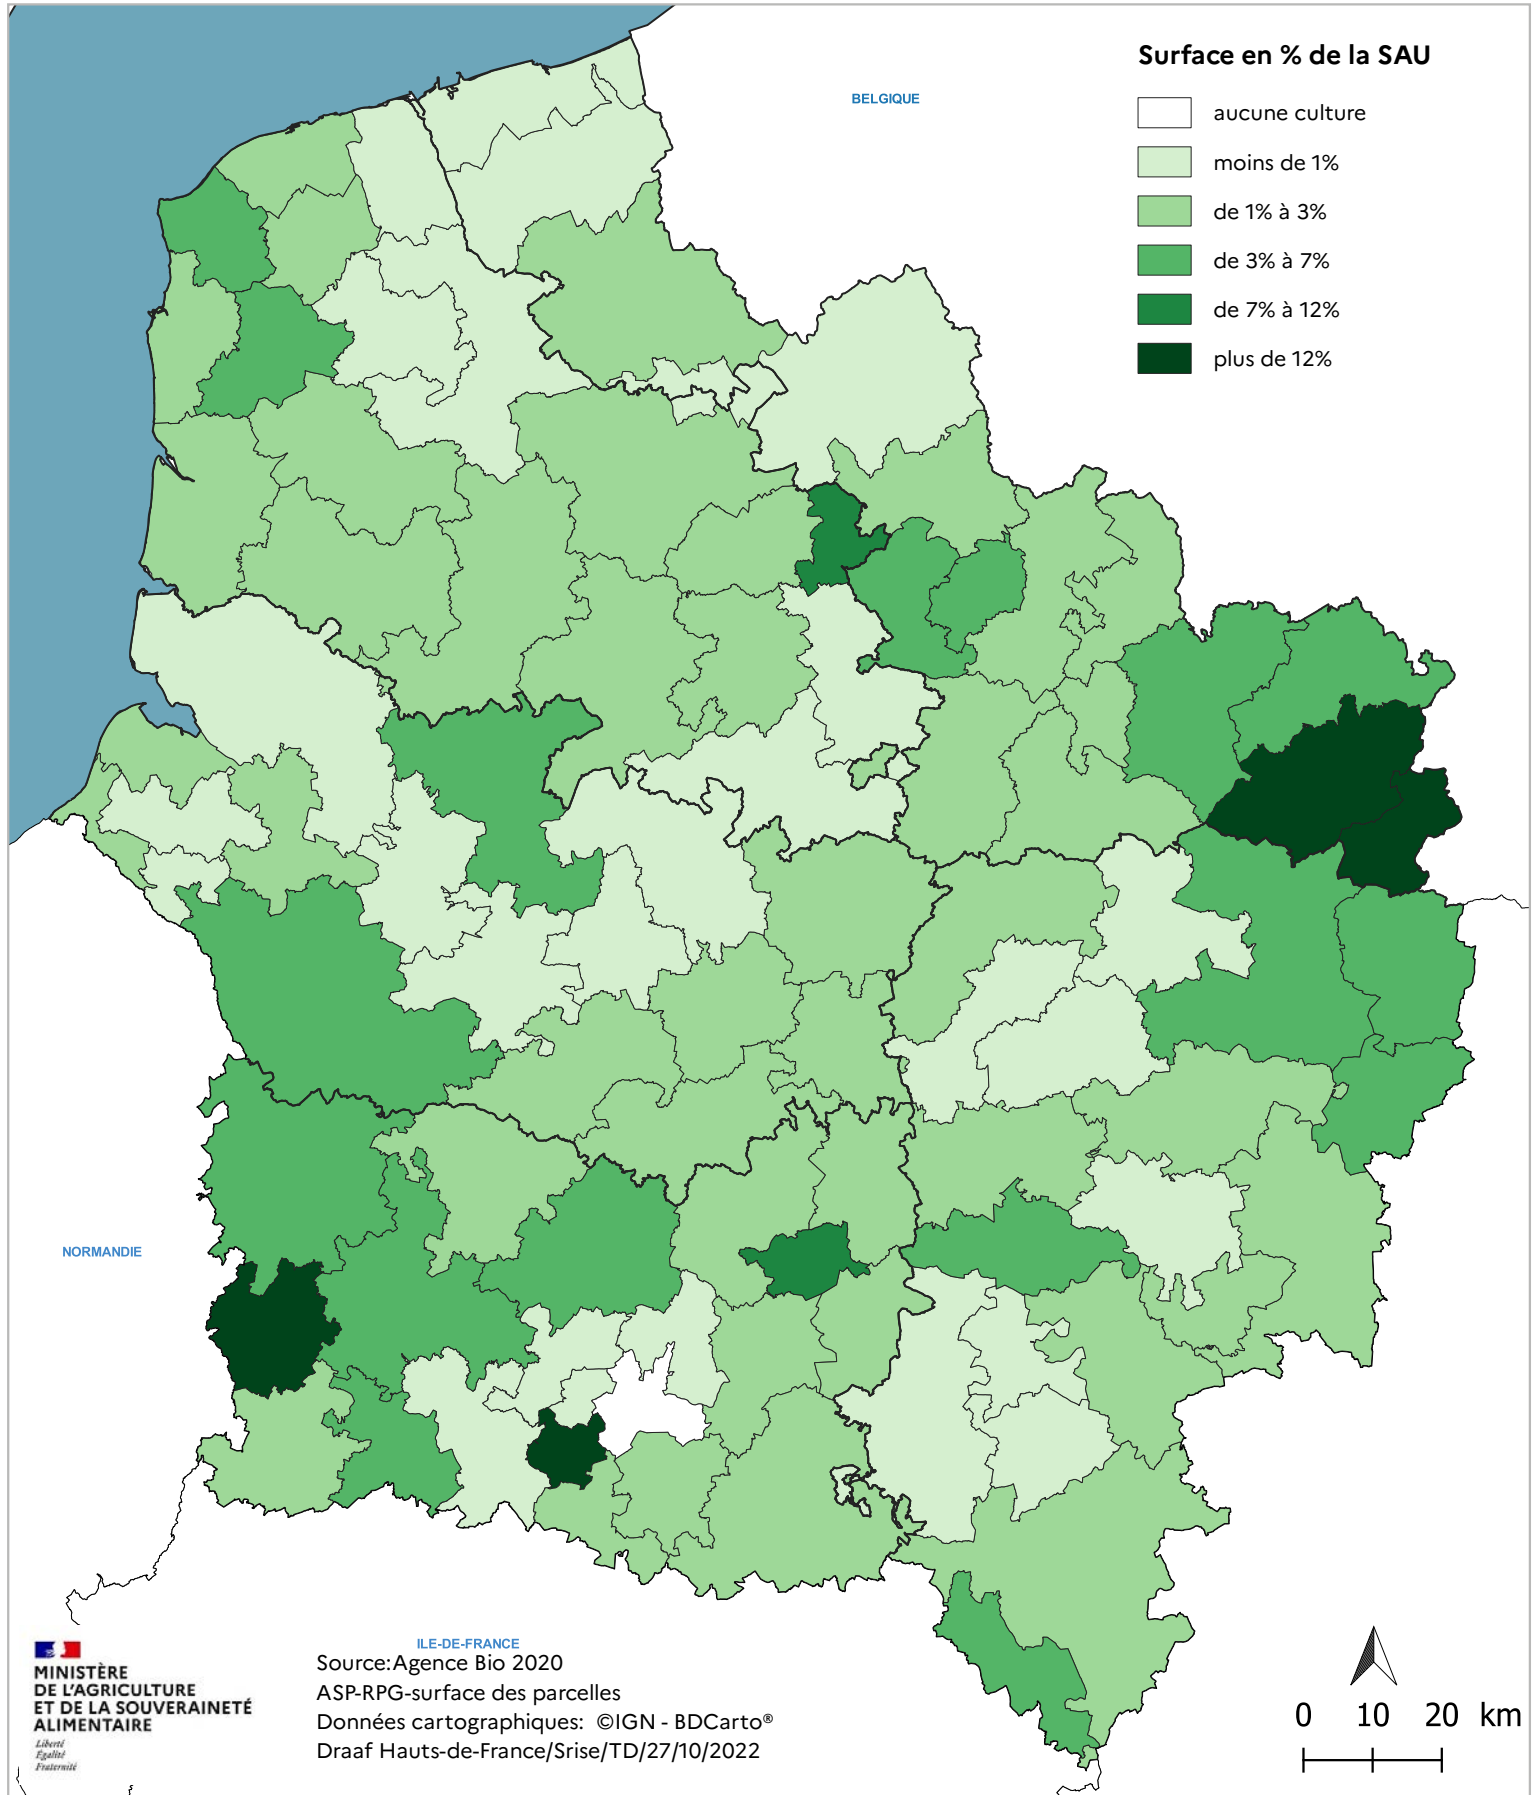 Surface en % de la SAU
BELGIQUE
aucune culture
moins de 1%
de 1% à 3%
de 3% à 7%
de 7% à 12%
plus de 12%
NORMANDIE
ILE-DE-FRANCE
MINISTÈRE
DE L'AGRICULTURE
ET DE LA SOUVERAINETÉ
ALIMENTAIRE
Liberté
Égalité
Fraternité
Source:Agence Bio 2020
ASP-RPG-surface des parcelles
Données cartographiques: ©IGN - BDCarto®
Draaf Hauts-de-France/Srise/TD/27/10/2022
0 10 20 km